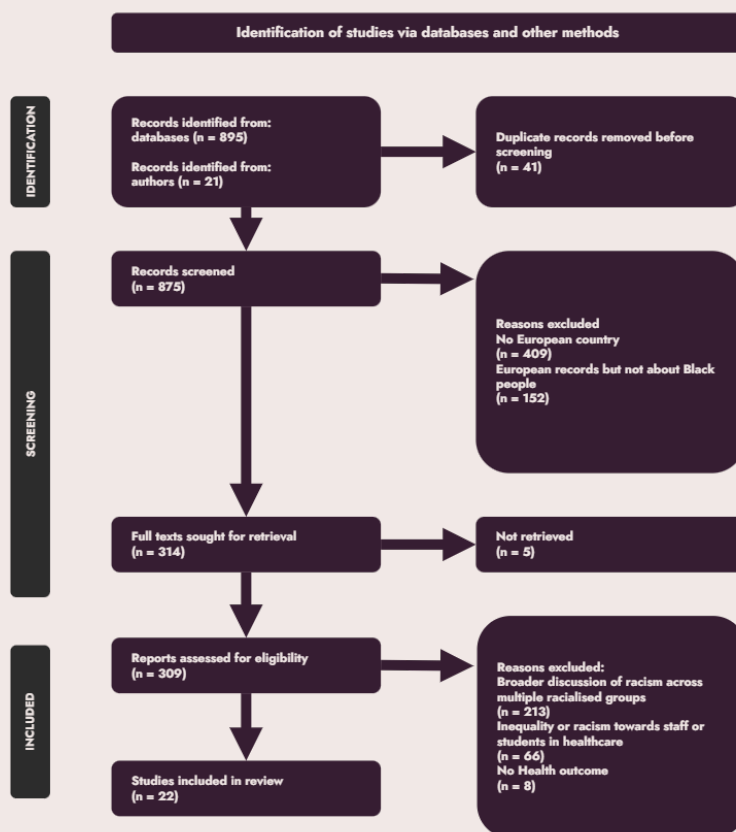 Identification of studies via databases and other methods
IDENTIFICATION
Records identified from:
databases (n = 895)
Records identified from:
authors (n = 21)
Duplicate records removed before
screening
(n = 41)
SCREENING
Records screened
(n = 875)
Reasons excluded
No European country
(n = 409)
European records but not about Black
people
(n = 152)
Full texts sought for retrieval
(n = 314)
Not retrieved
(n = 5)
INCLUDED
Reports assessed for eligibility
(n = 309)
Reasons excluded:
Broader discussion of racism across
multiple racialised groups
(n = 213)
Inequality or racism towards staff or
students in healthcare
(n = 66)
No Health outcome
(n = 8)
Studies included in review
(n = 22)